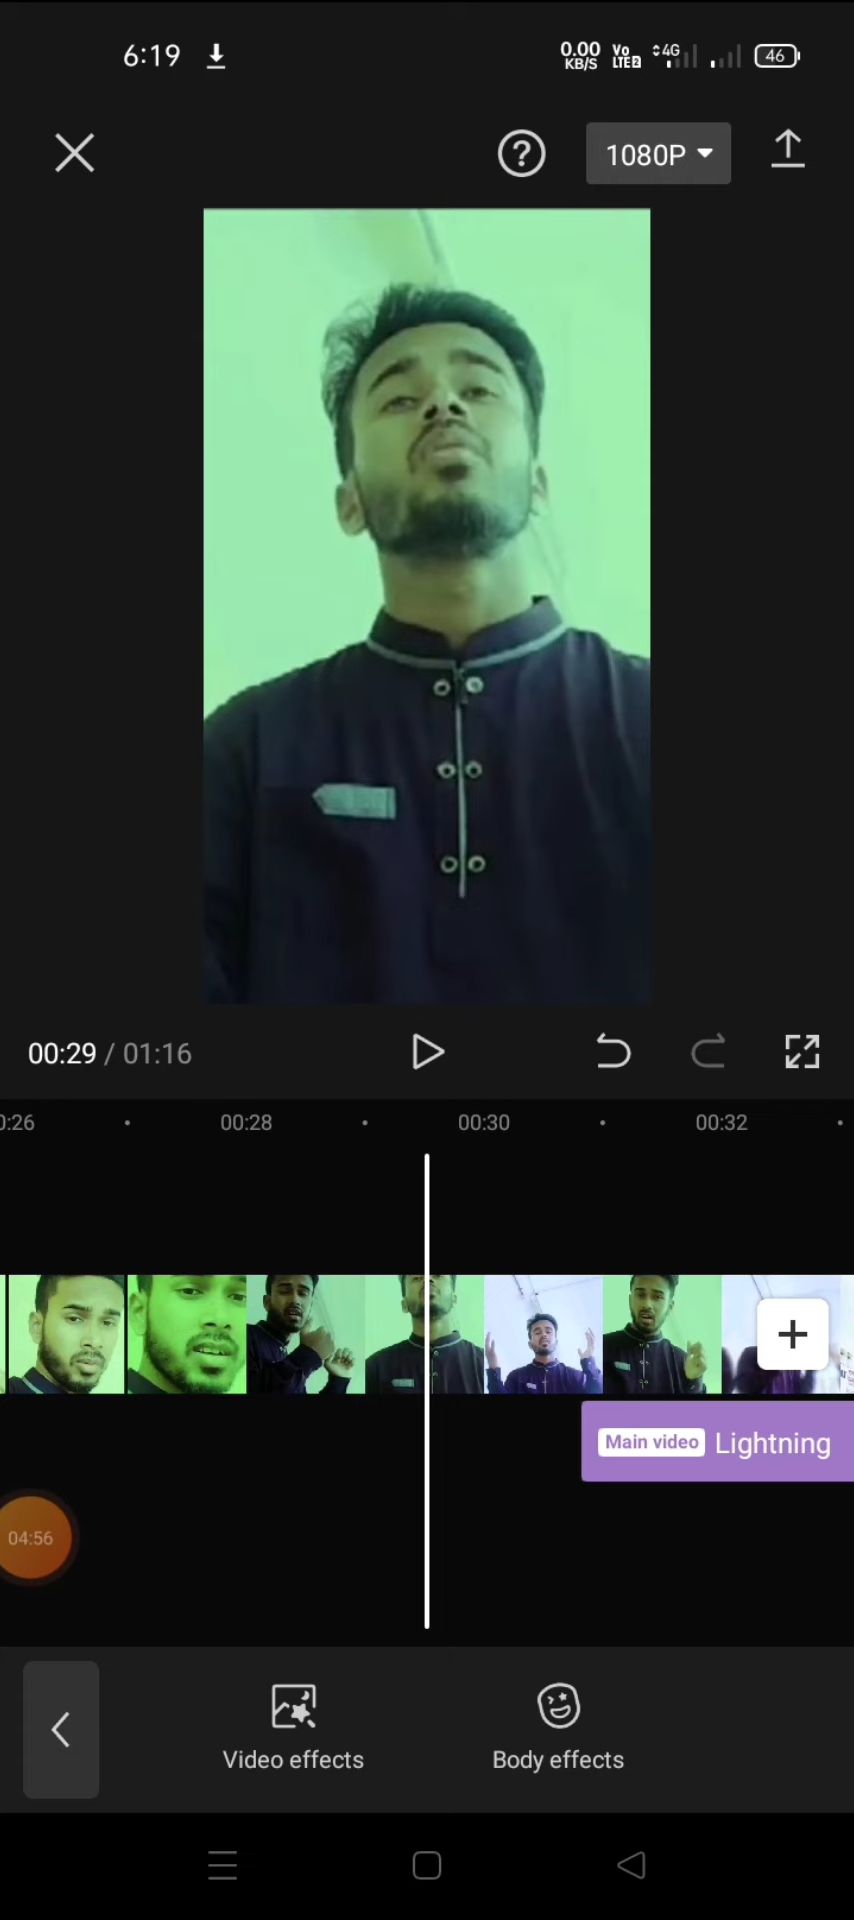 6:19
0.00 KB/S Vo LTE2 4G 46
1080P
00:29 / 01:16
0:26 00:28 00:30 00:32
Main video Lightning
04:56
Video effects Body effects